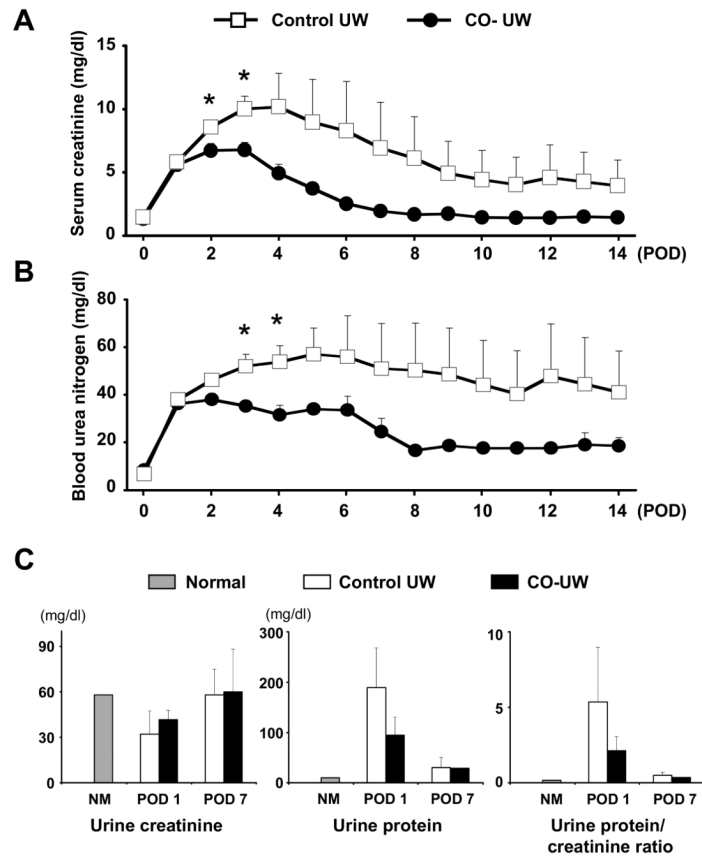 A
Control UW
CO- UW
Serum creatinine (mg/dl)
15
10
5
0
* *
0 2 4 6 8 10 12 14 (POD)
B
Blood urea nitrogen (mg/dl)
80
60
40
20
0
* *
0 2 4 6 8 10 12 14 (POD)
C
Normal
Control UW
CO-UW
(mg/dl)
90
60
30
0
NM POD 1 POD 7
Urine creatinine
(mg/dl)
300
200
100
0
NM POD 1 POD 7
Urine protein
10
5
0
NM POD 1 POD 7
Urine protein/
creatinine ratio